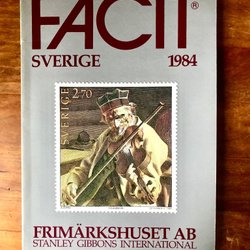 FACIT®
SVERIGE 1984
SVERIGE 2.70
FRIMÄRKSHUSET AB
STANLEY GIBBONS INTERNATIONAL